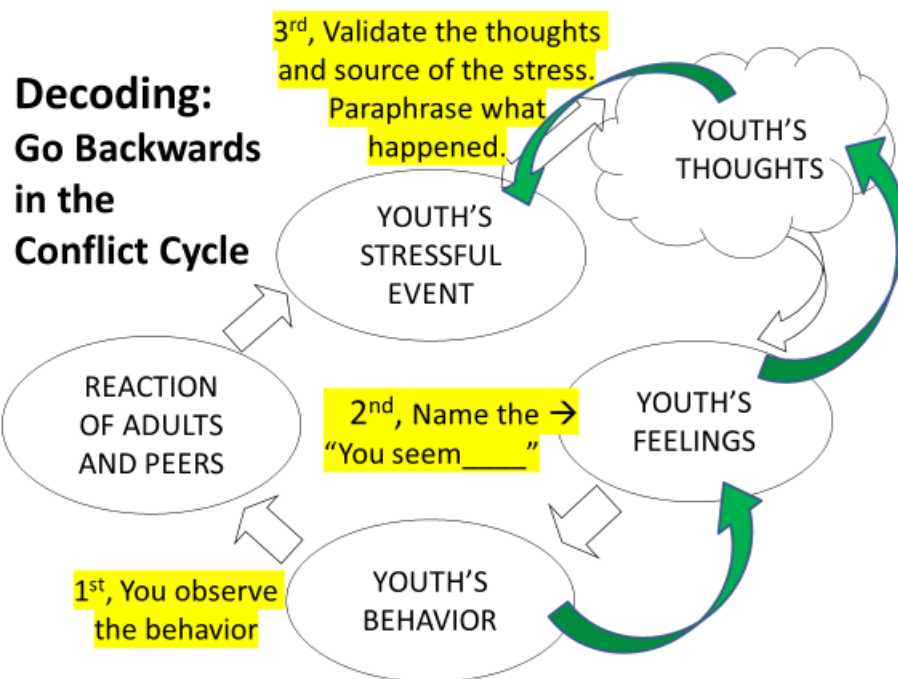 Decoding:
Go Backwards
in the
Conflict Cycle
3rd, Validate the thoughts
and source of the stress.
Paraphrase what
happened.
YOUTH’S
THOUGHTS
YOUTH’S
STRESSFUL
EVENT
REACTION
OF ADULTS
AND PEERS
2nd, Name the →
“You seem____”
YOUTH’S
FEELINGS
1st, You observe
the behavior
YOUTH’S
BEHAVIOR